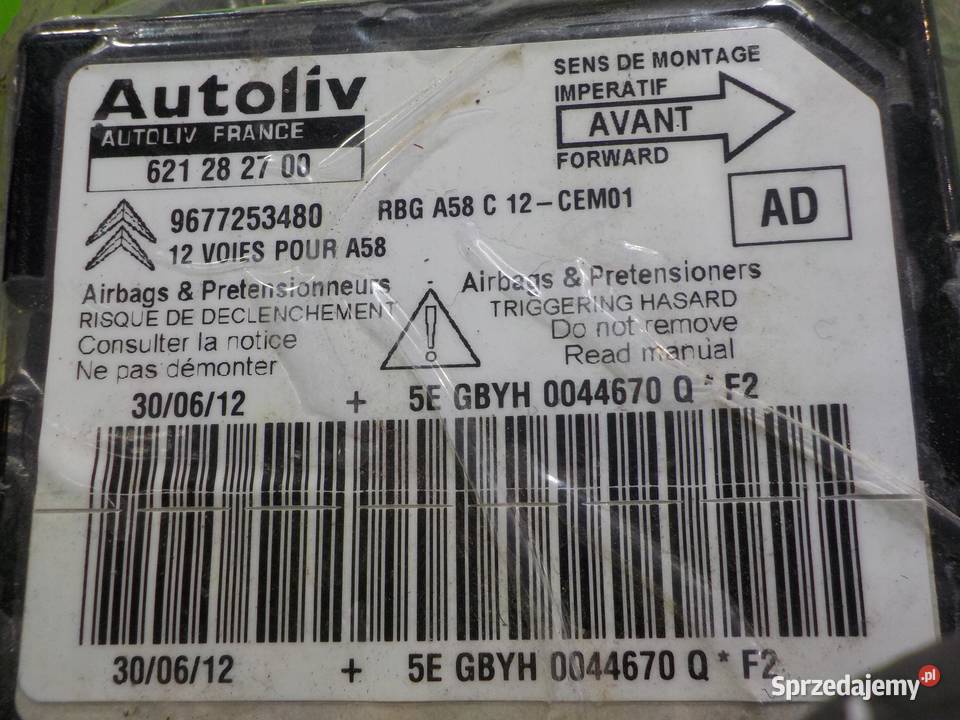 Autoliv
AUTOLIV FRANCE
621 28 27 00
SENS DE MONTAGE
IMPERATIF
AVANT
FORWARD
9677253480
RBG A58 C 12-CEM01
AD
12 VOIES POUR A58
Airbags & Pretensionneurs
RISQUE DE DECLENCHEMENT
Consulter la notice
Ne pas démonter
Airbags & Pretensioners
TRIGGERING HASARD
Do not remove
Read manual
30/06/12 + 5E GBYH 0044670 Q * F2
30/06/12 + 5E GBYH 0044670 Q * F2
Sprzedajemy.pl